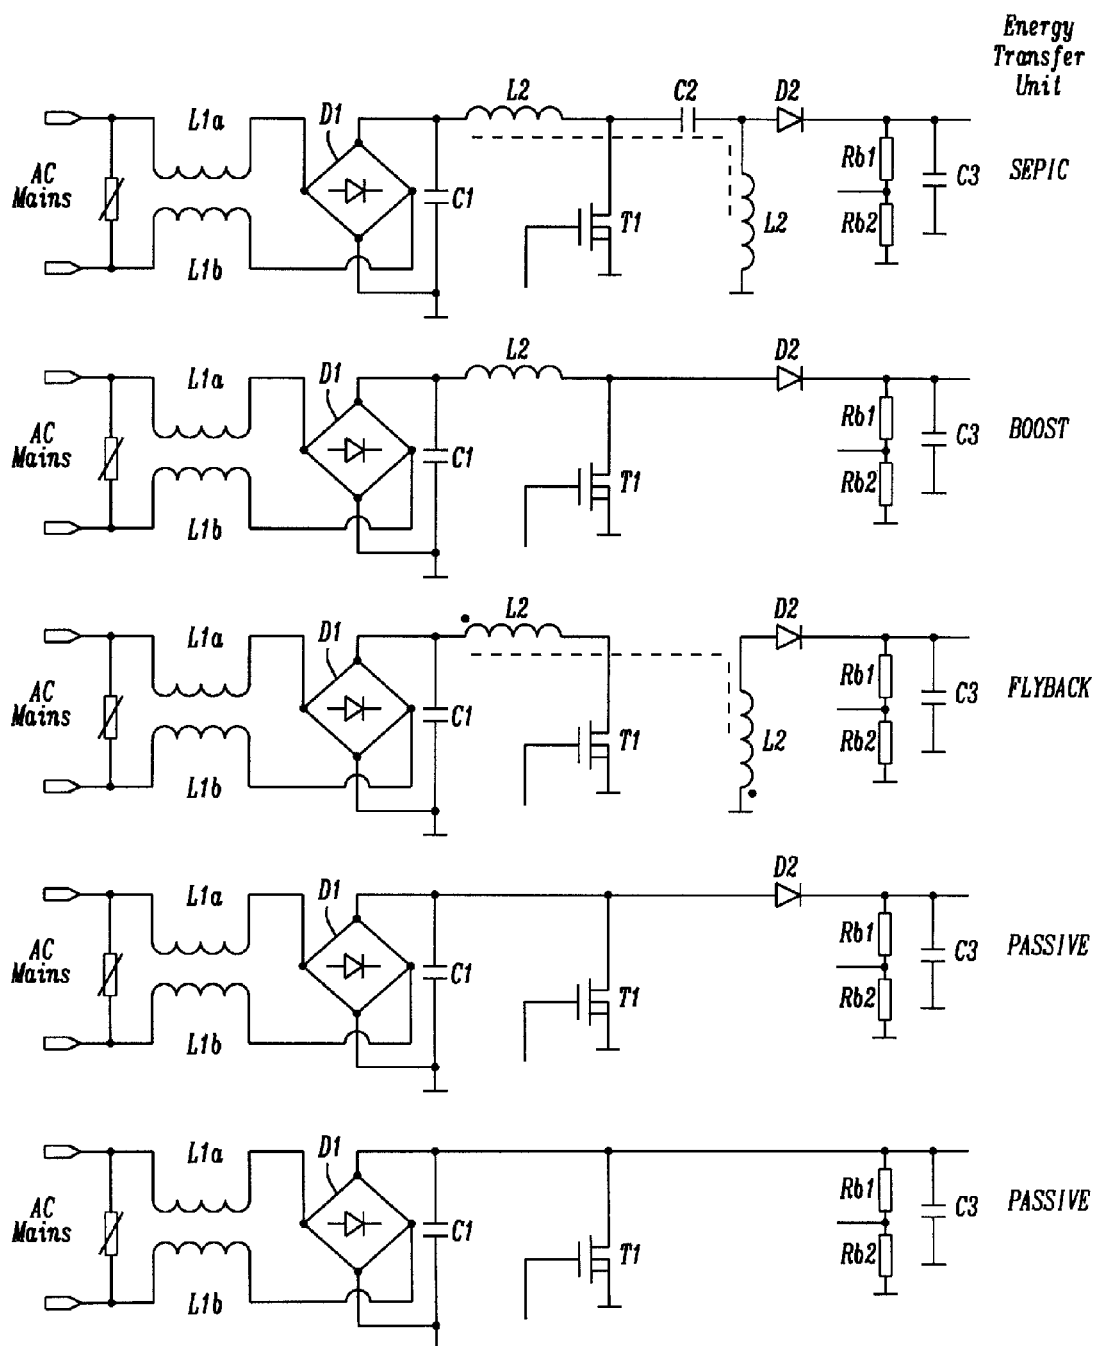 Energy
Transfer
Unit
L1a
D1
L2
C2
D2
AC
Mains
C1
T1
L2
Rb1
Rb2
C3
SEPIC
L1b
L1a
D1
L2
D2
AC
Mains
C1
T1
Rb1
Rb2
C3
BOOST
L1b
L1a
D1
L2
D2
AC
Mains
C1
T1
L2
Rb1
Rb2
C3
FLYBACK
L1b
L1a
D1
D2
AC
Mains
C1
T1
Rb1
Rb2
C3
PASSIVE
L1b
L1a
D1
AC
Mains
C1
T1
Rb1
Rb2
C3
PASSIVE
L1b